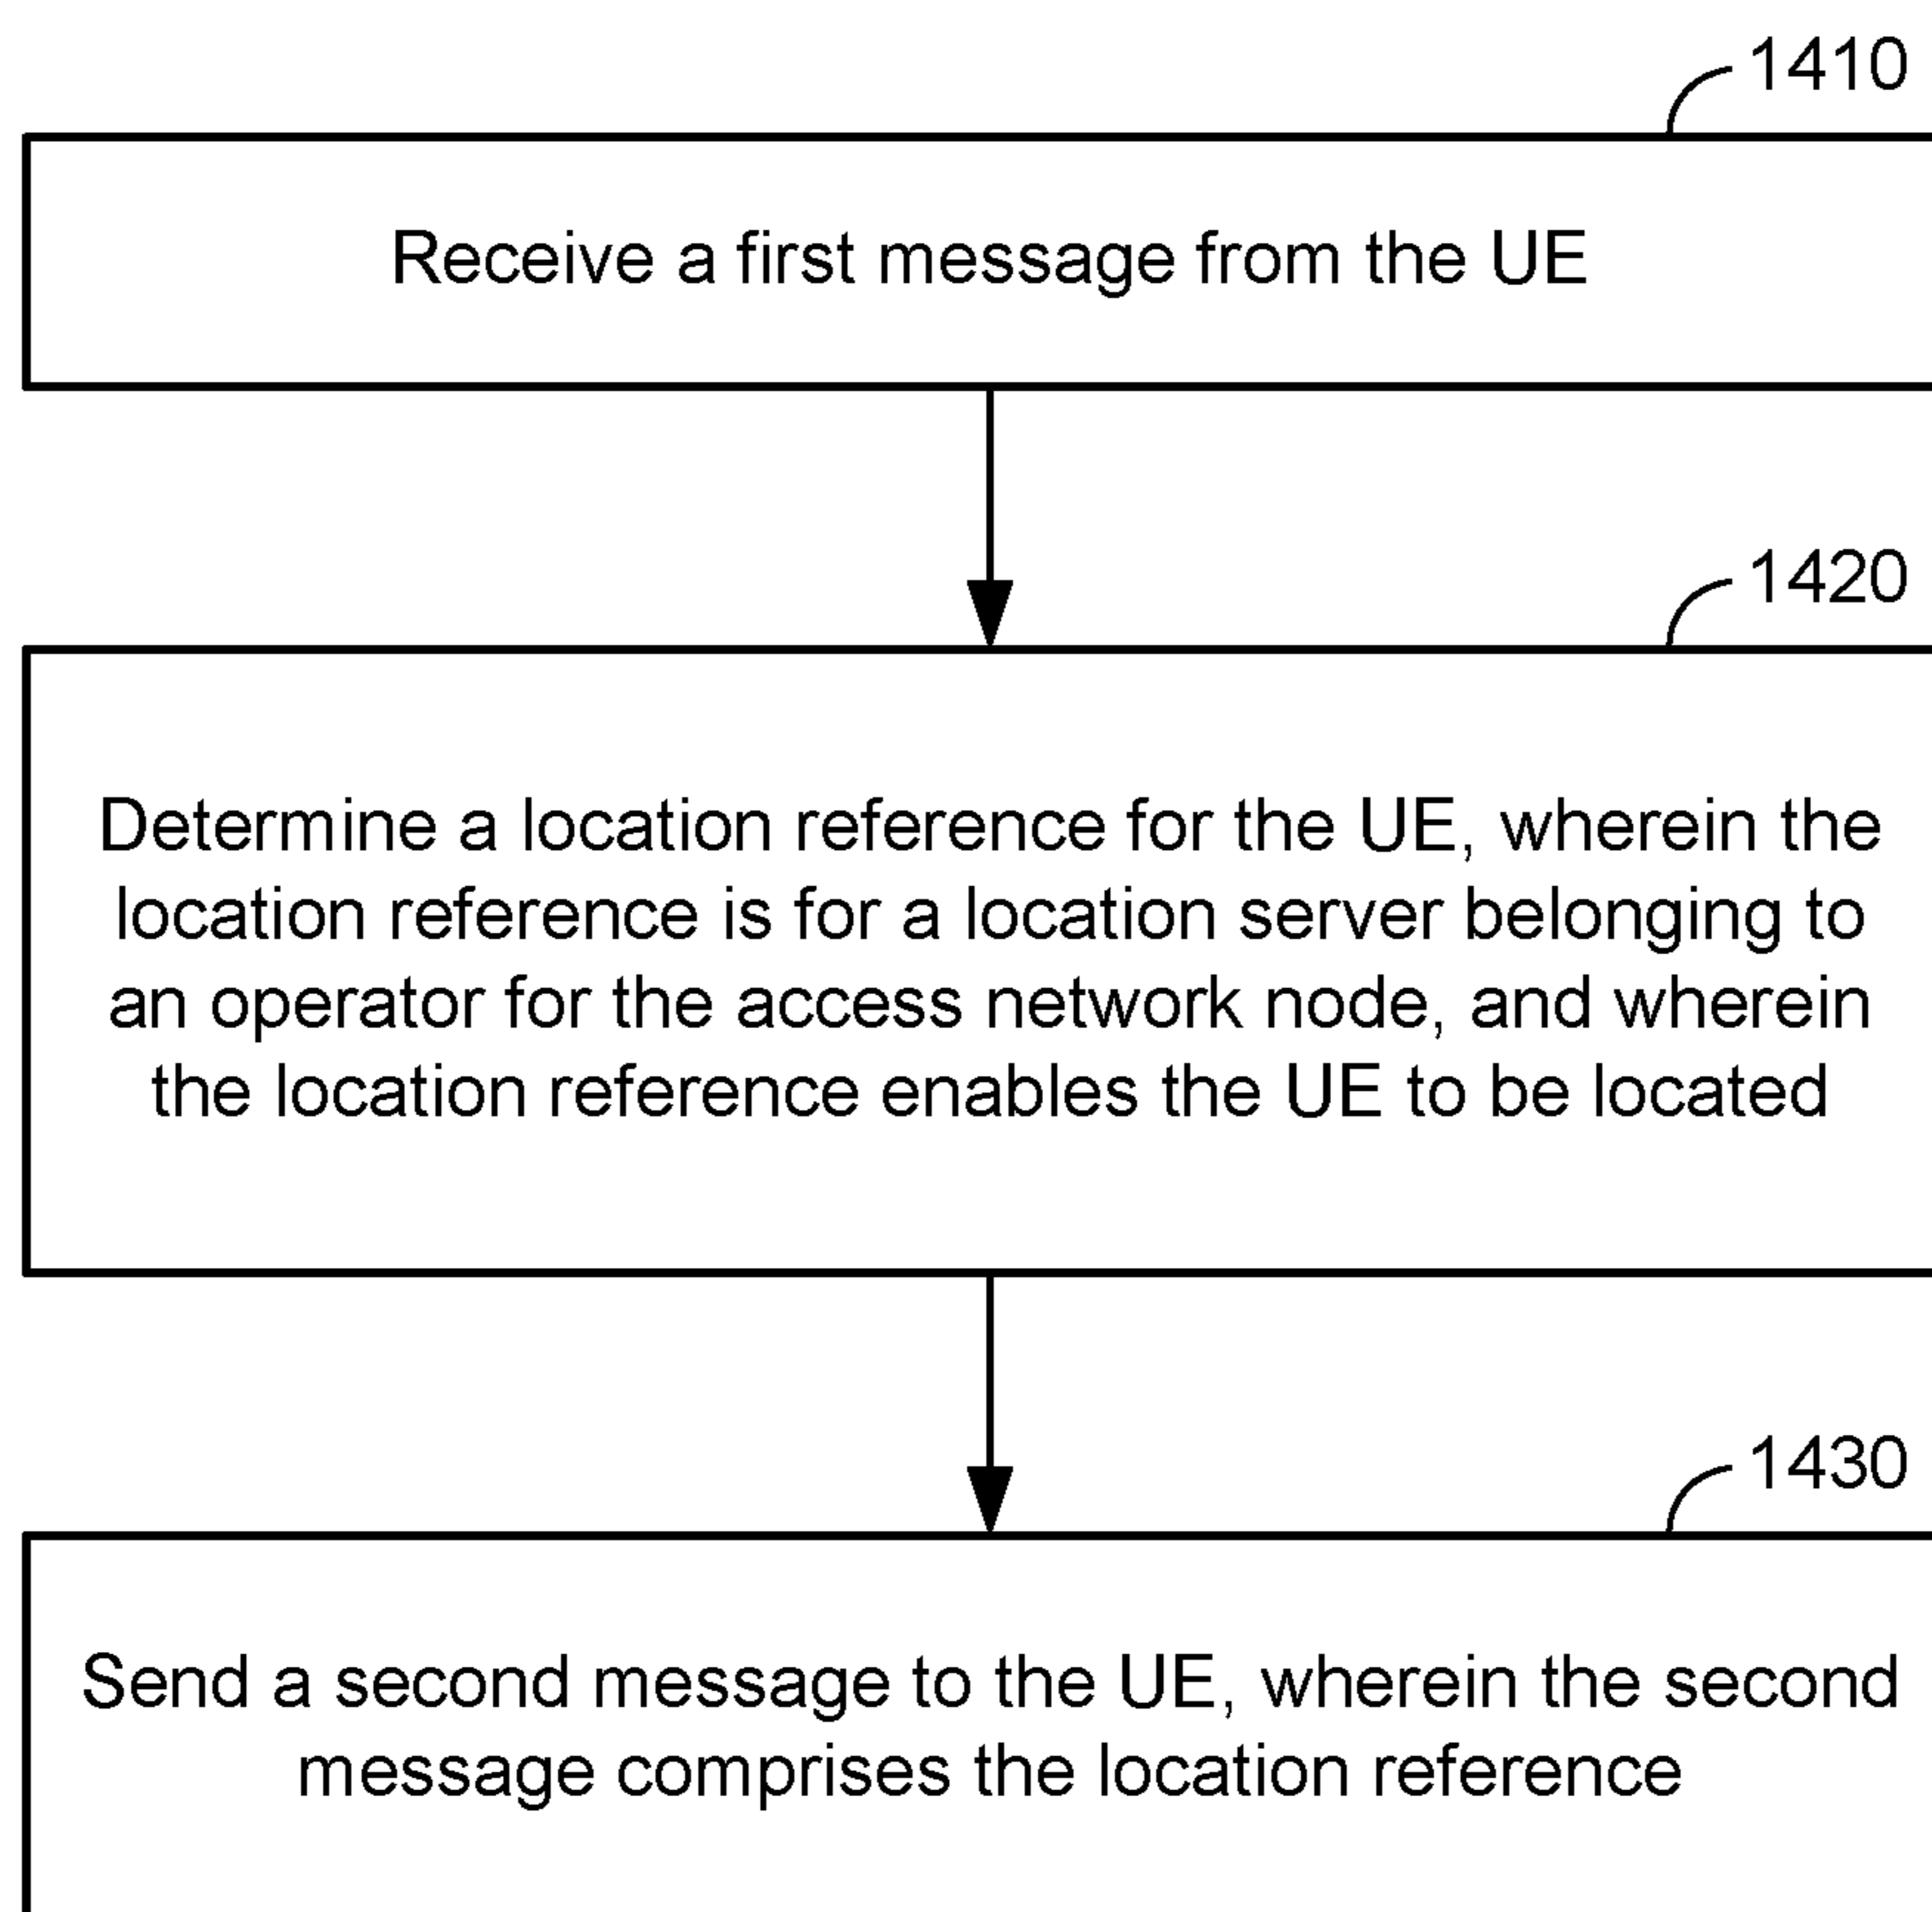 1410
Receive a first message from the UE
1420
Determine a location reference for the UE, wherein the
location reference is for a location server belonging to
an operator for the access network node, and wherein
the location reference enables the UE to be located
1430
Send a second message to the UE, wherein the second
message comprises the location reference